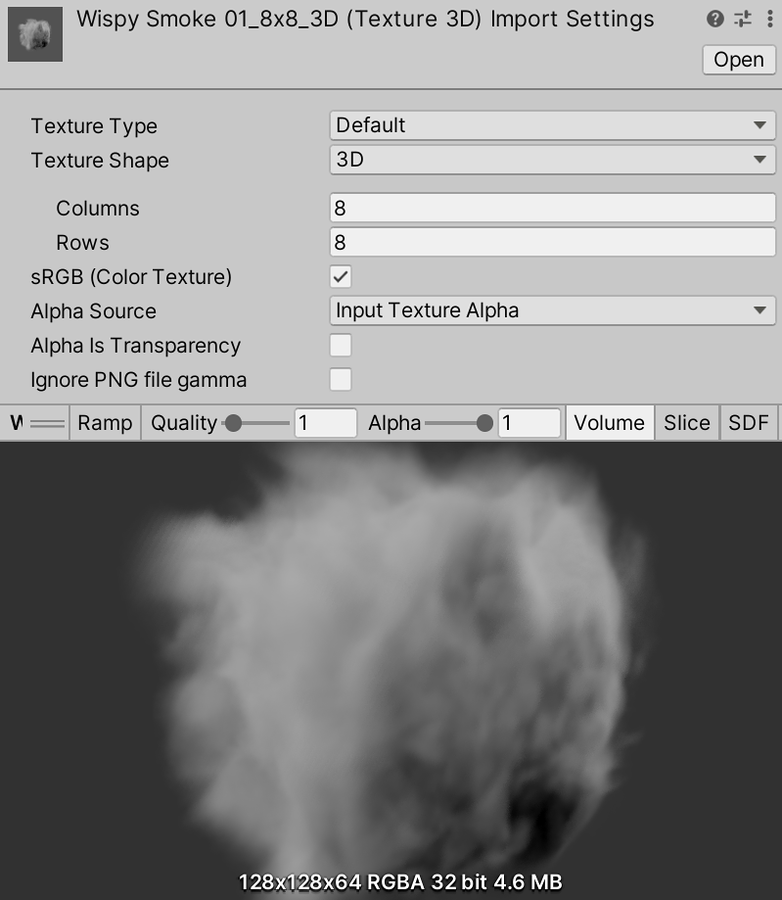 Wispy Smoke 01_8x8_3D (Texture 3D) Import Settings
Open
Texture Type Default
Texture Shape 3D
Columns 8
Rows 8
sRGB (Color Texture)
Alpha Source Input Texture Alpha
Alpha Is Transparency
Ignore PNG file gamma
Ramp Quality 1 Alpha 1 Volume Slice SDF
128x128x64 RGBA 32 bit 4.6 MB